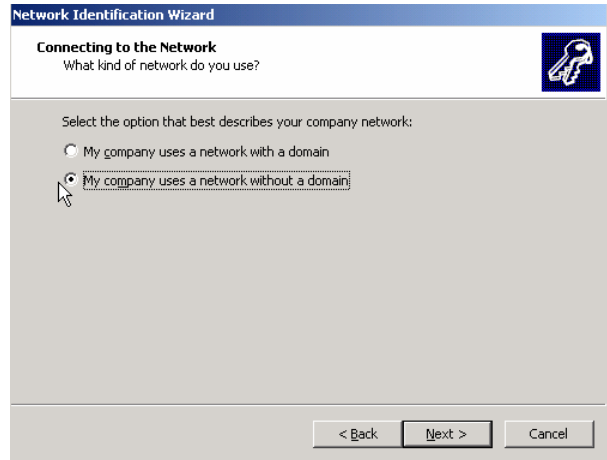 Network Identification Wizard
Connecting to the Network
What kind of network do you use?
Select the option that best describes your company network:
My company uses a network with a domain
My company uses a network without a domain
< Back
Next >
Cancel